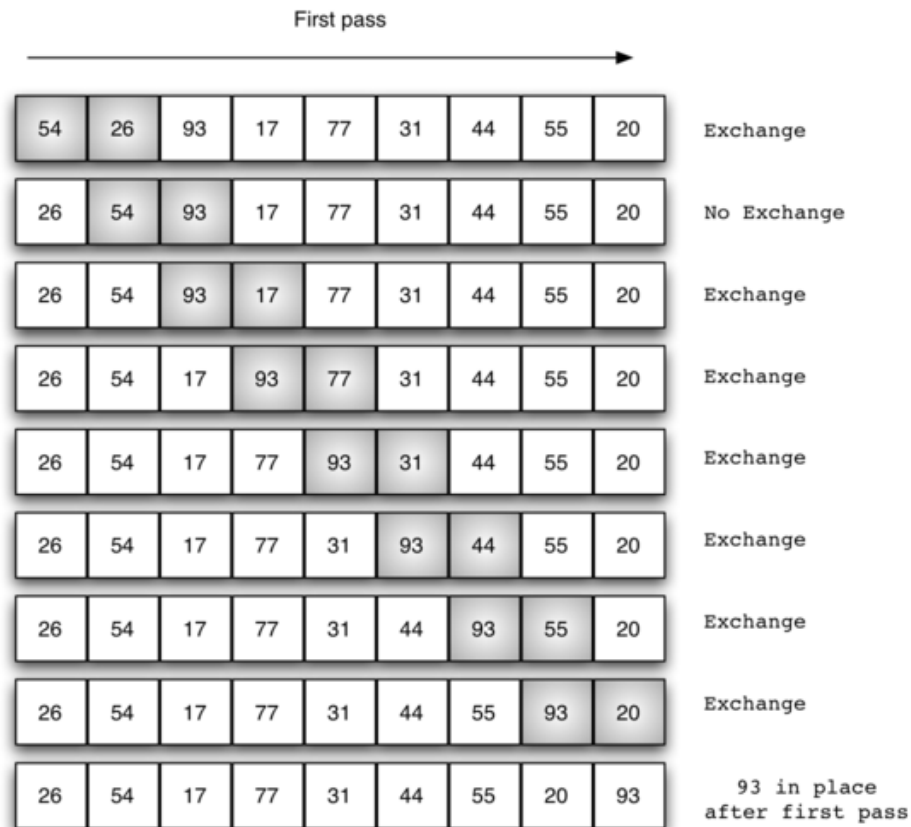 First pass
54 26 93 17 77 31 44 55 20 Exchange
26 54 93 17 77 31 44 55 20 No Exchange
26 54 93 17 77 31 44 55 20 Exchange
26 54 17 93 77 31 44 55 20 Exchange
26 54 17 77 93 31 44 55 20 Exchange
26 54 17 77 31 93 44 55 20 Exchange
26 54 17 77 31 44 93 55 20 Exchange
26 54 17 77 31 44 55 93 20 Exchange
26 54 17 77 31 44 55 20 93 93 in place
after first pass